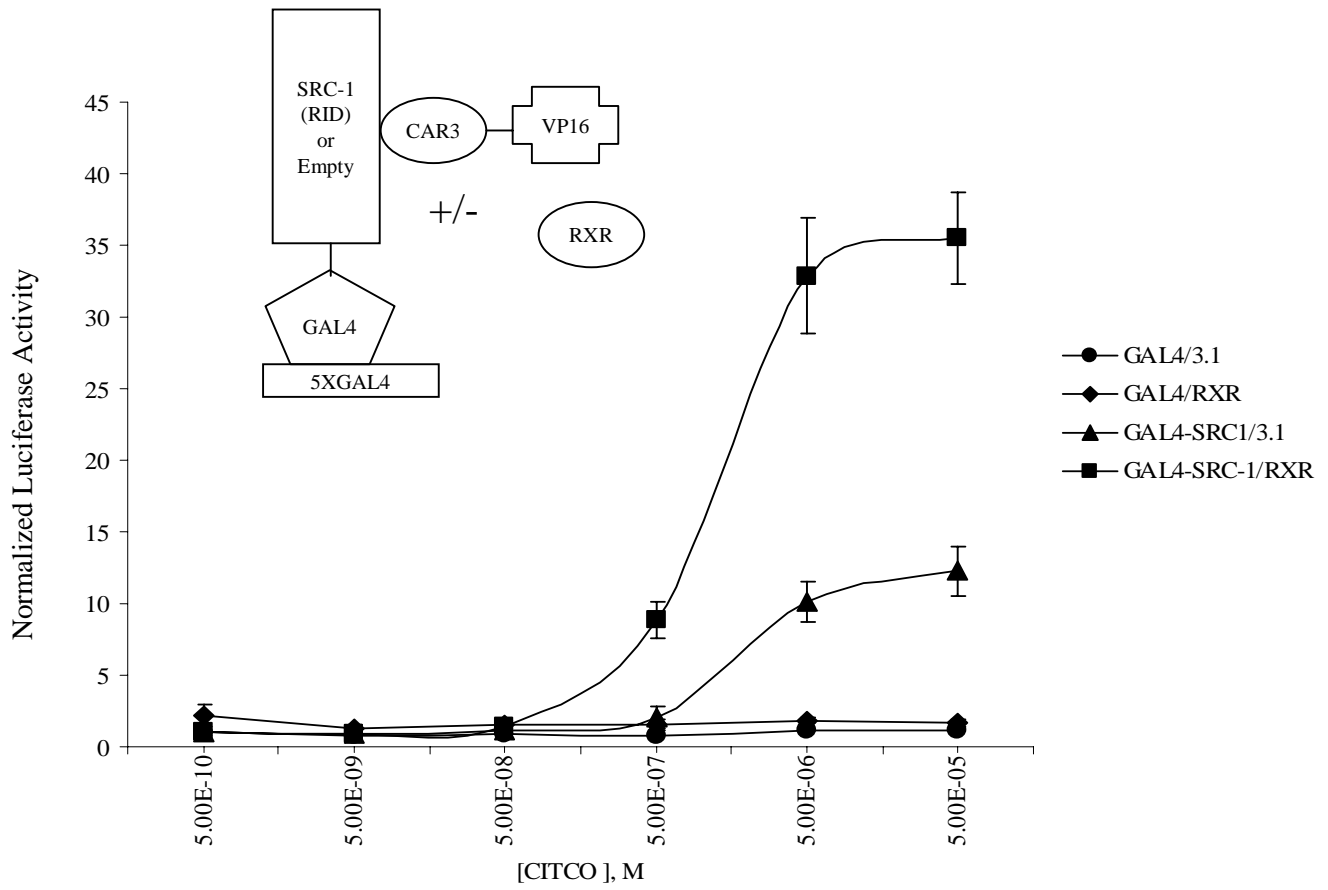 SRC-1
(RID)
or
Empty
CAR3
VP16
+/-
RXR
GAL4
5XGAL4
Normalized Luciferase Activity
45
40
35
30
25
20
15
10
5
0
5.00E-10
5.00E-09
5.00E-08
5.00E-07
5.00E-06
5.00E-05
[CITCO ], M
GAL4/3.1
GAL4/RXR
GAL4-SRC1/3.1
GAL4-SRC-1/RXR